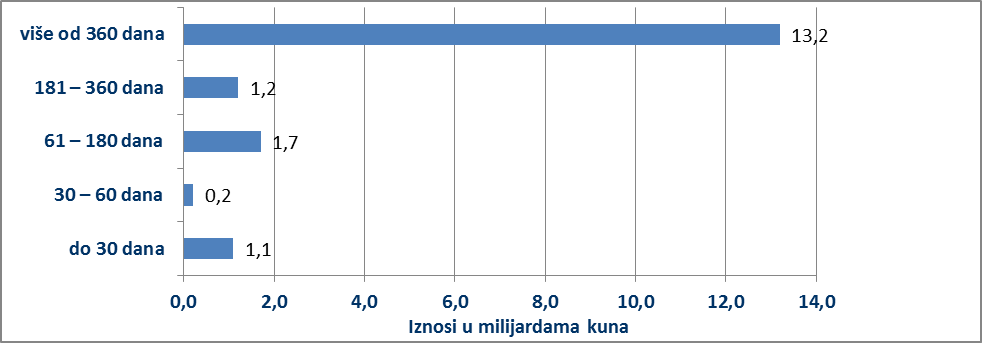 više od 360 dana 13,2
181 – 360 dana 1,2
61 – 180 dana 1,7
30 – 60 dana 0,2
do 30 dana 1,1
0,0 2,0 4,0 6,0 8,0 10,0 12,0 14,0
Iznosi u milijardama kuna